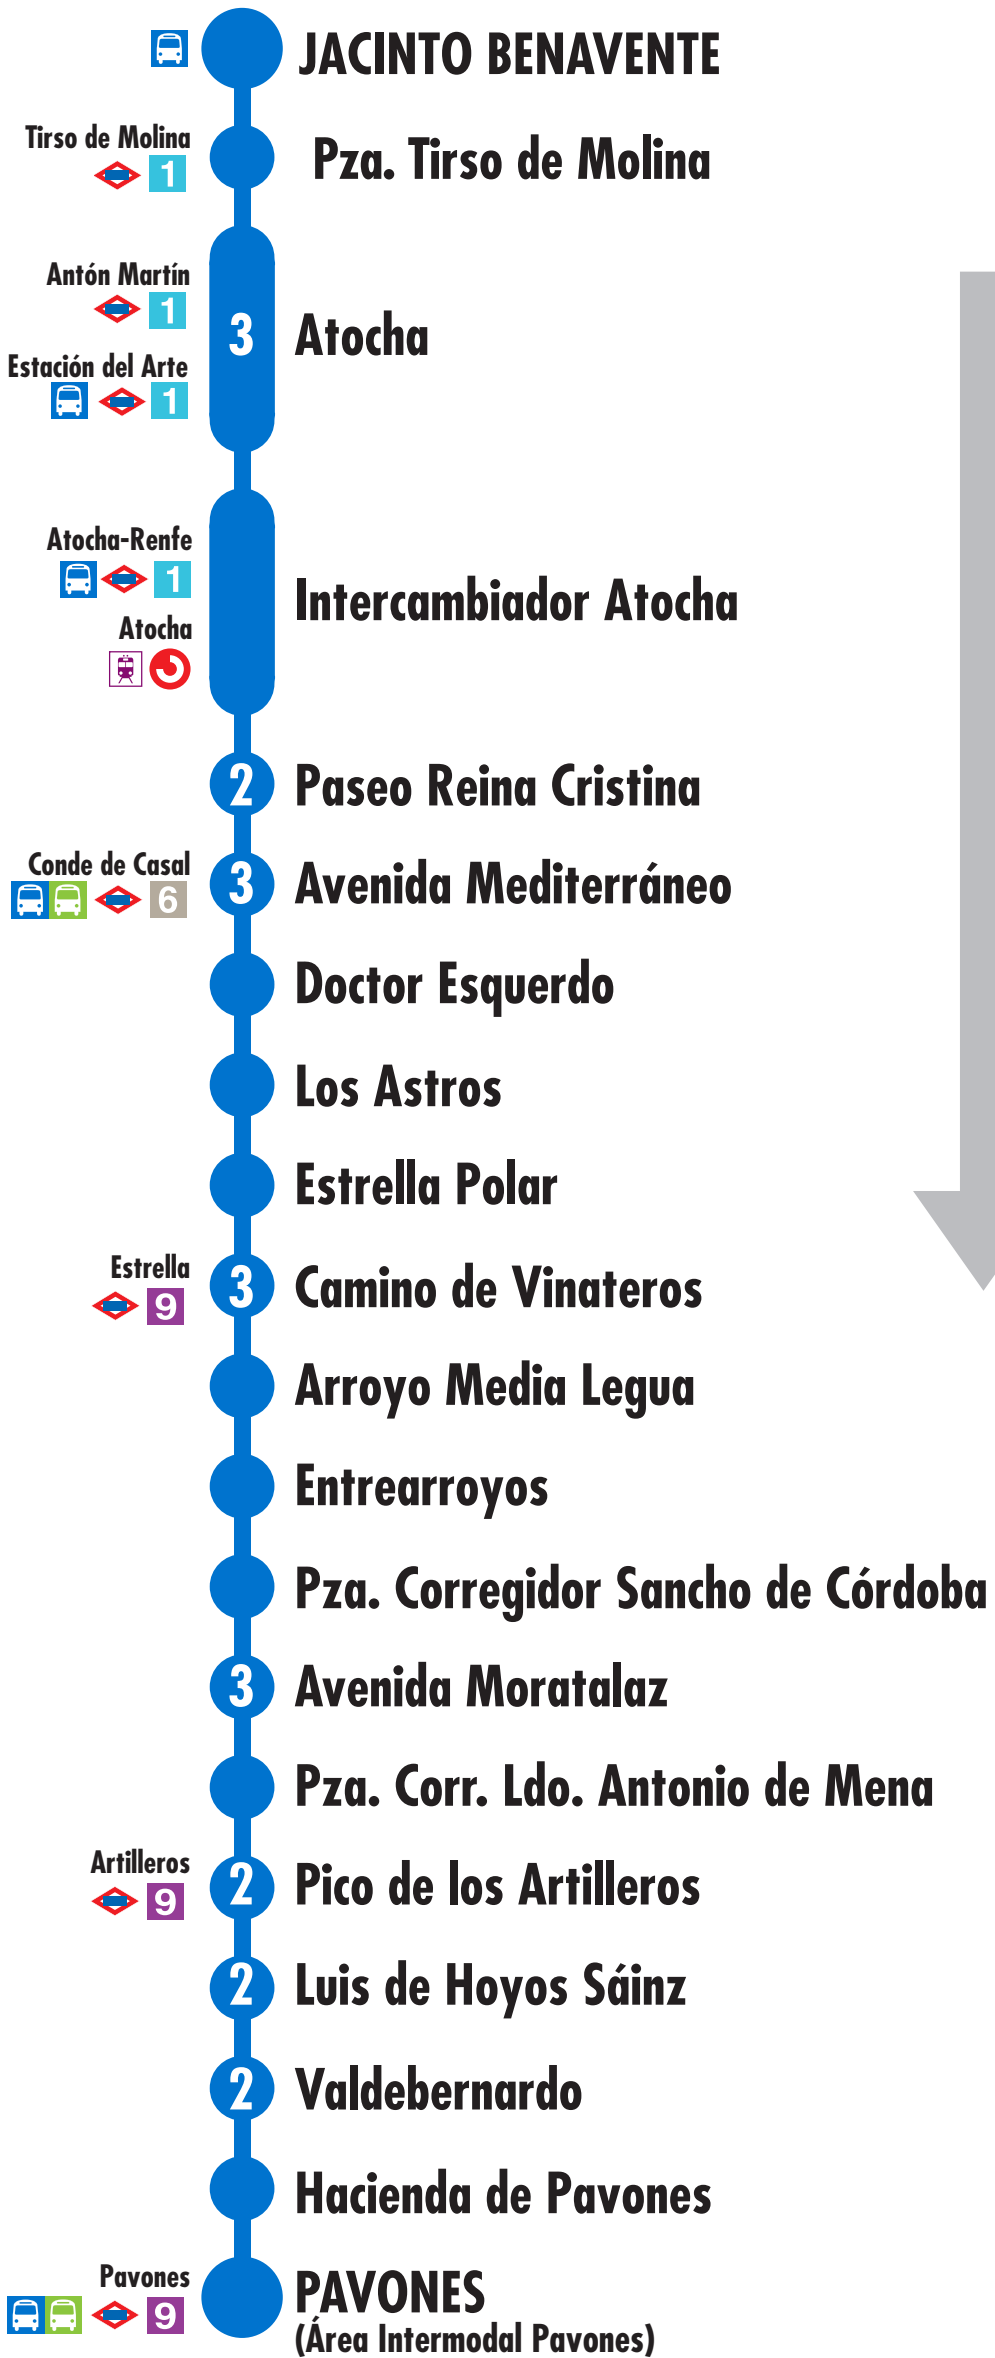 JACINTO BENAVENTE
Tirso de Molina
1
Pza. Tirso de Molina
Antón Martín
1
3
Atocha
Estación del Arte
1
Atocha-Renfe
1
Intercambiador Atocha
Atocha
2
Paseo Reina Cristina
Conde de Casal
6
3
Avenida Mediterráneo
Doctor Esquerdo
Los Astros
Estrella Polar
Estrella
9
3
Camino de Vinateros
Arroyo Media Legua
Entrearroyos
Pza. Corregidor Sancho de Córdoba
3
Avenida Moratalaz
Pza. Corr. Ldo. Antonio de Mena
Artilleros
9
2
Pico de los Artilleros
2
Luis de Hoyos Sáinz
2
Valdebernardo
Hacienda de Pavones
Pavones
9
PAVONES
(Área Intermodal Pavones)